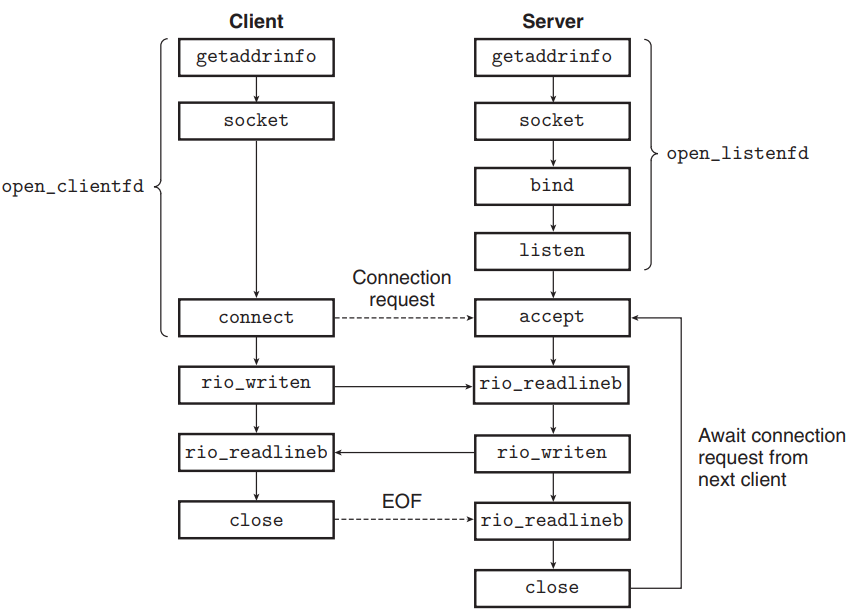 Client
Server
getaddrinfo
getaddrinfo
socket
socket
open_listenfd
open_clientfd
bind
listen
Connection
request
connect
accept
rio_writen
rio_readlineb
Await connection
request from
next client
rio_readlineb
rio_writen
EOF
close
rio_readlineb
close